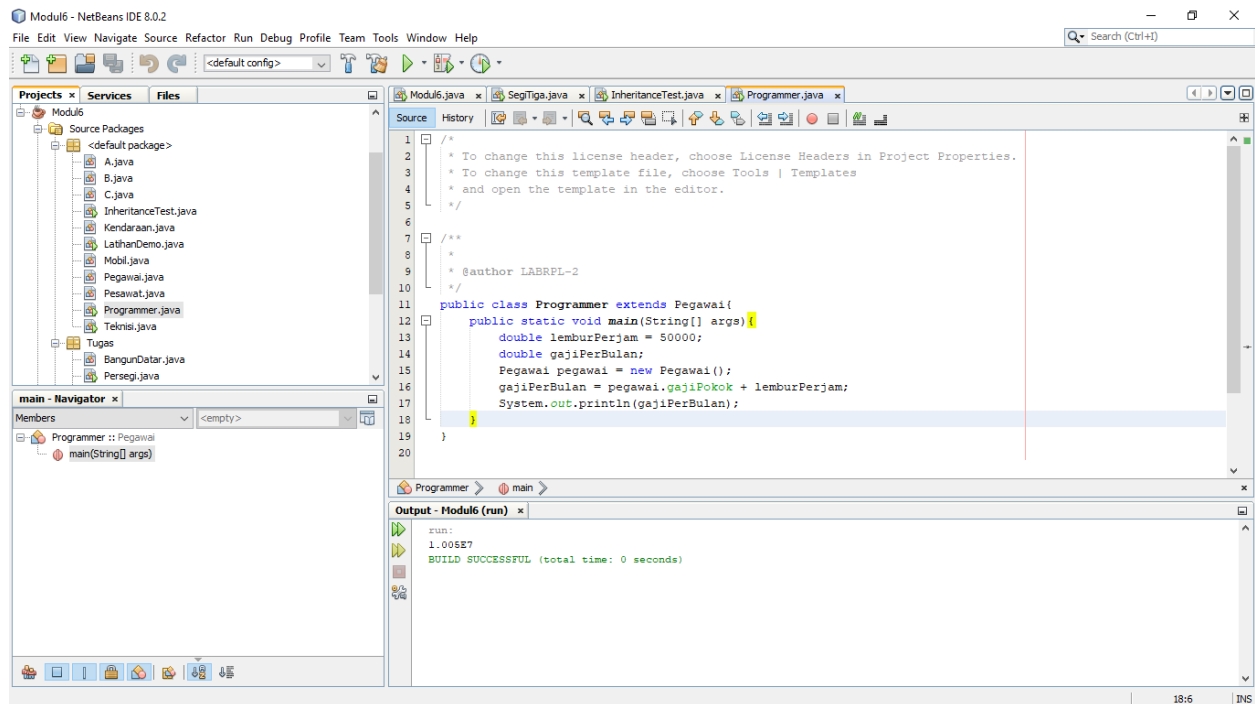 Modul6 - NetBeans IDE 8.0.2
File Edit View Navigate Source Refactor Run Debug Profile Team Tools Window Help
Search (Ctrl+I)
<default config>
Projects Services Files
Modul6
Source Packages
<default package>
A.java
B.java
C.java
InheritanceTest.java
Kendaraan.java
LatihanDemo.java
Mobil.java
Pegawai.java
Pesawat.java
Programmer.java
Teknisi.java
Tugas
BangunDatar.java
Persegi.java
main - Navigator
Members <empty>
Programmer :: Pegawai
main(String[] args)
Modul6.java SegiTiga.java InheritanceTest.java Programmer.java
Source History
1 /*
2 * To change this license header, choose License Headers in Project Properties.
3 * To change this template file, choose Tools | Templates
4 * and open the template in the editor.
5 */
6
7 /**
8 *
9 * @author LABRPL-2
10 */
11 public class Programmer extends Pegawai{
12 public static void main(String[] args){
13 double lemburPerjam = 50000;
14 double gajiPerBulan;
15 Pegawai pegawai = new Pegawai();
16 gajiPerBulan = pegawai.gajiPokok + lemburPerjam;
17 System.out.println(gajiPerBulan);
18 }
19 }
20
Programmer main
Output - Modul6 (run)
run:
1.005E7
BUILD SUCCESSFUL (total time: 0 seconds)
18:6 INS